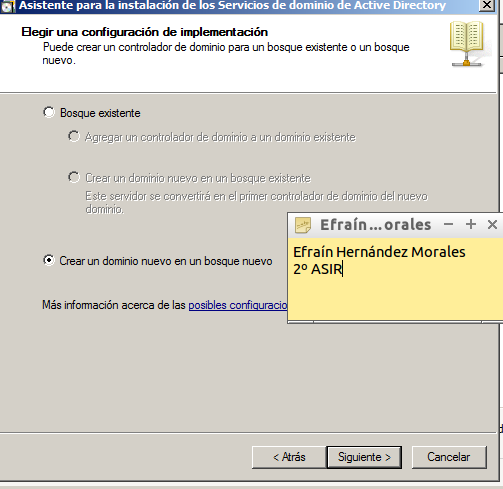 Asistente para la instalación de los Servicios de dominio de Active Directory
Elegir una configuración de implementación
Puede crear un controlador de dominio para un bosque existente o un bosque
nuevo.
Bosque existente
Agregar un controlador de dominio a un dominio existente
Crear un dominio nuevo en un bosque existente
Este servidor se convertirá en el primer controlador de dominio del nuevo
dominio.
Efraín ...orales
Efraín Hernández Morales
2º ASIR
Crear un dominio nuevo en un bosque nuevo
Más información acerca de las posibles configuracio
< Atrás
Siguiente >
Cancelar